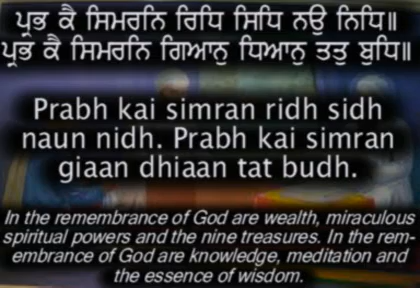 ਪ੍ਰਭ ਕੈ ਸਿਮਰਨਿ ਰਿਧਿ ਸਿਧਿ ਨਉ ਨਿਧਿ॥
ਪ੍ਰਭ ਕੈ ਸਿਮਰਨਿ ਗਿਆਨੁ ਧਿਆਨੁ ਤਤੁ ਬੁਧਿ॥
Prabh kai simran ridh sidh
naun nidh. Prabh kai simran
giaan dhiaan tat budh.
In the remembrance of God are wealth, miraculous
spiritual powers and the nine treasures. In the rem-
embrance of God are knowledge, meditation and
the essence of wisdom.